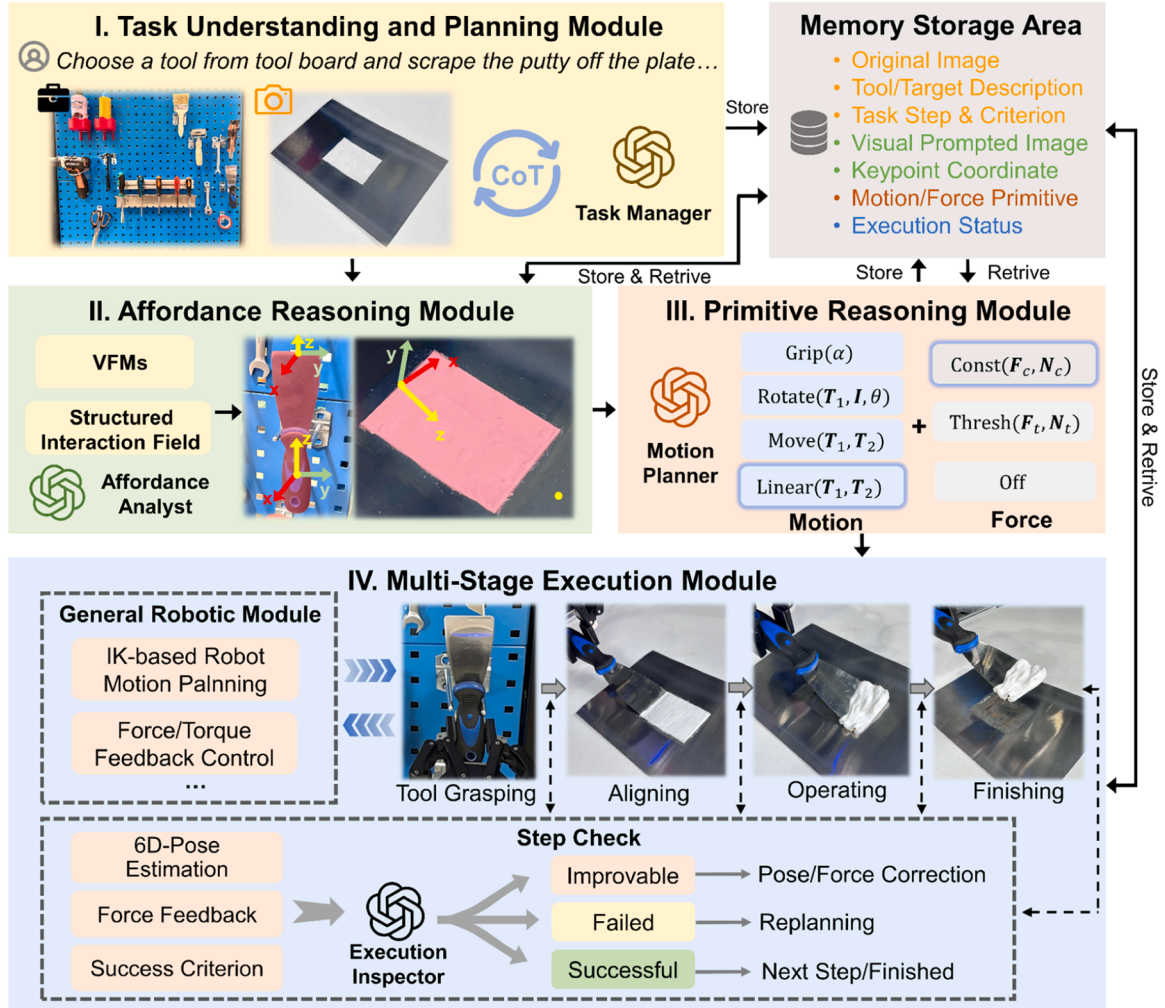 I. Task Understanding and Planning Module
Choose a tool from tool board and scrape the putty off the plate…
CoT
Task Manager
Store
Memory Storage Area
• Original Image
• Tool/Target Description
• Task Step & Criterion
• Visual Prompted Image
• Keypoint Coordinate
• Motion/Force Primitive
• Execution Status
Store & Retrive
Store
Retrive
Store & Retrive
II. Affordance Reasoning Module
VFMs
Structured
Interaction Field
Affordance
Analyst
z
y
x
z
y
x
y
x
z
III. Primitive Reasoning Module
Motion
Planner
Grip(α)
Rotate(T₁, I, θ)
Move(T₁, T₂)
Linear(T₁, T₂)
Motion
+
Const(F_c, N_c)
Thresh(F_t, N_t)
Off
Force
IV. Multi-Stage Execution Module
General Robotic Module
IK-based Robot
Motion Palnning
Force/Torque
Feedback Control
…
Tool Grasping
Aligning
Operating
Finishing
Step Check
6D-Pose
Estimation
Force Feedback
Success Criterion
Execution
Inspector
Improvable
Pose/Force Correction
Failed
Replanning
Successful
Next Step/Finished